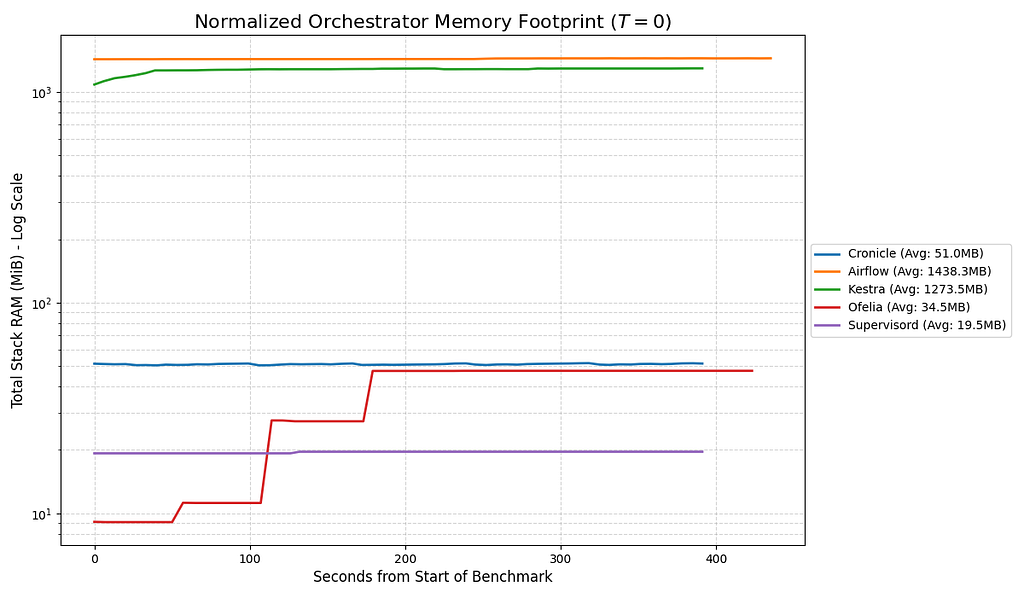 Normalized Orchestrator Memory Footprint (T = 0)
Total Stack RAM (MiB) - Log Scale
10³
10²
10¹
0 100 200 300 400
Seconds from Start of Benchmark
Cronicle (Avg: 51.0MB)
Airflow (Avg: 1438.3MB)
Kestra (Avg: 1273.5MB)
Ofelia (Avg: 34.5MB)
Supervisord (Avg: 19.5MB)